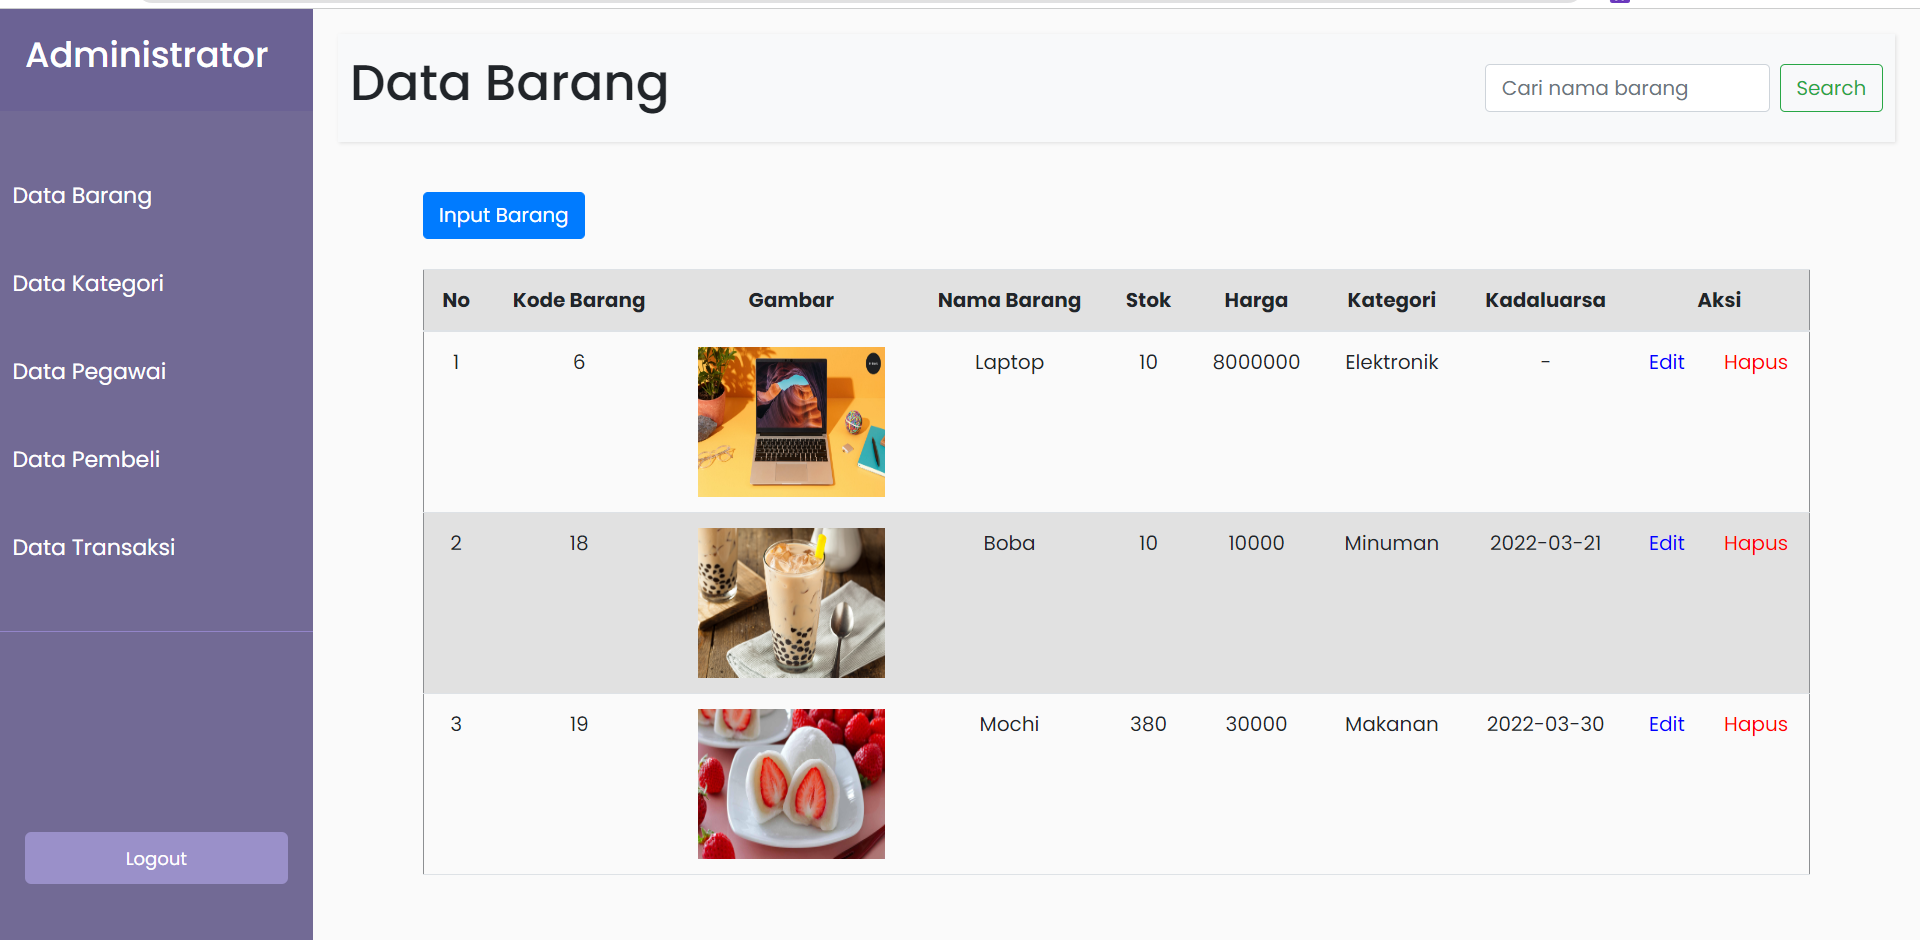 Administrator
Data Barang
Data Kategori
Data Pegawai
Data Pembeli
Data Transaksi
Logout
Data Barang
Cari nama barang Search
Input Barang
No Kode Barang Gambar Nama Barang Stok Harga Kategori Kadaluarsa Aksi
1 6 Laptop 10 8000000 Elektronik - Edit Hapus
2 18 Boba 10 10000 Minuman 2022-03-21 Edit Hapus
3 19 Mochi 380 30000 Makanan 2022-03-30 Edit Hapus